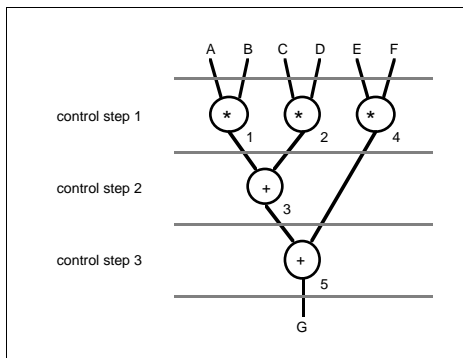 A B C D E F
control step 1 * * *
1 2 4
control step 2 +
3
control step 3 +
5
G